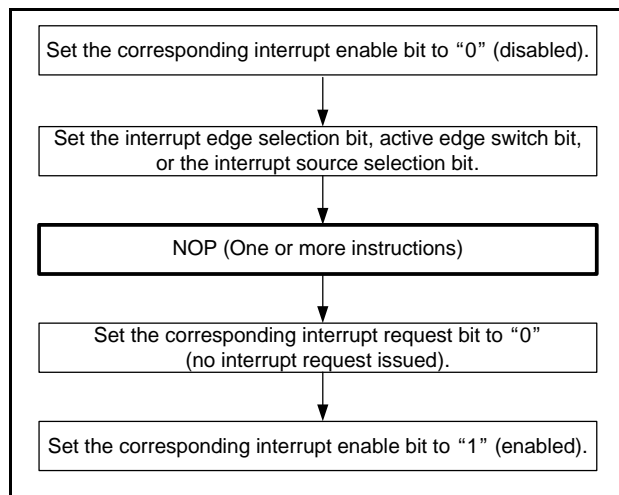 Set the corresponding interrupt enable bit to “0” (disabled).
Set the interrupt edge selection bit, active edge switch bit,
or the interrupt source selection bit.
NOP (One or more instructions)
Set the corresponding interrupt request bit to “0”
(no interrupt request issued).
Set the corresponding interrupt enable bit to “1” (enabled).